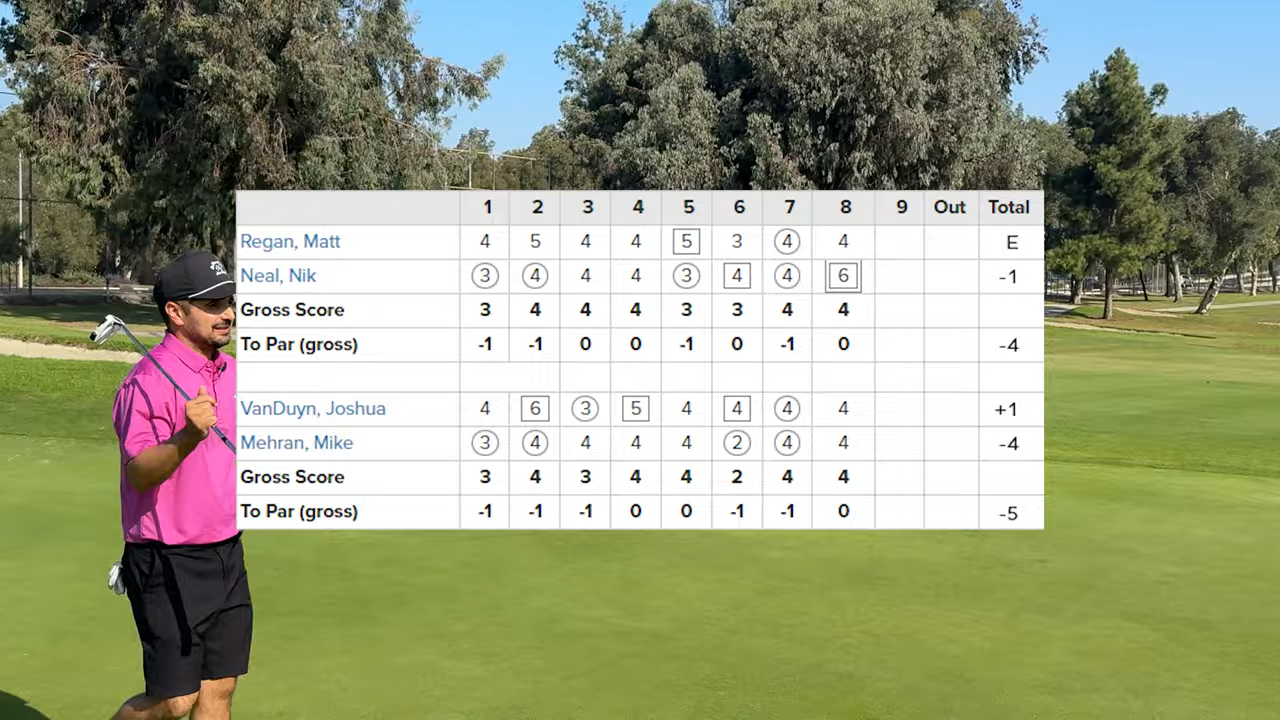 1 2 3 4 5 6 7 8 9 Out Total
Regan, Matt 4 5 4 4 5 3 4 4 E
Neal, Nik 3 4 4 4 3 4 4 6 -1
Gross Score 3 4 4 4 3 3 4 4
To Par (gross) -1 -1 0 0 -1 0 -1 0 -4
VanDuyn, Joshua 4 6 3 5 4 4 4 4 +1
Mehran, Mike 3 4 4 4 4 2 4 4 -4
Gross Score 3 4 3 4 4 2 4 4
To Par (gross) -1 -1 -1 0 0 -1 -1 0 -5